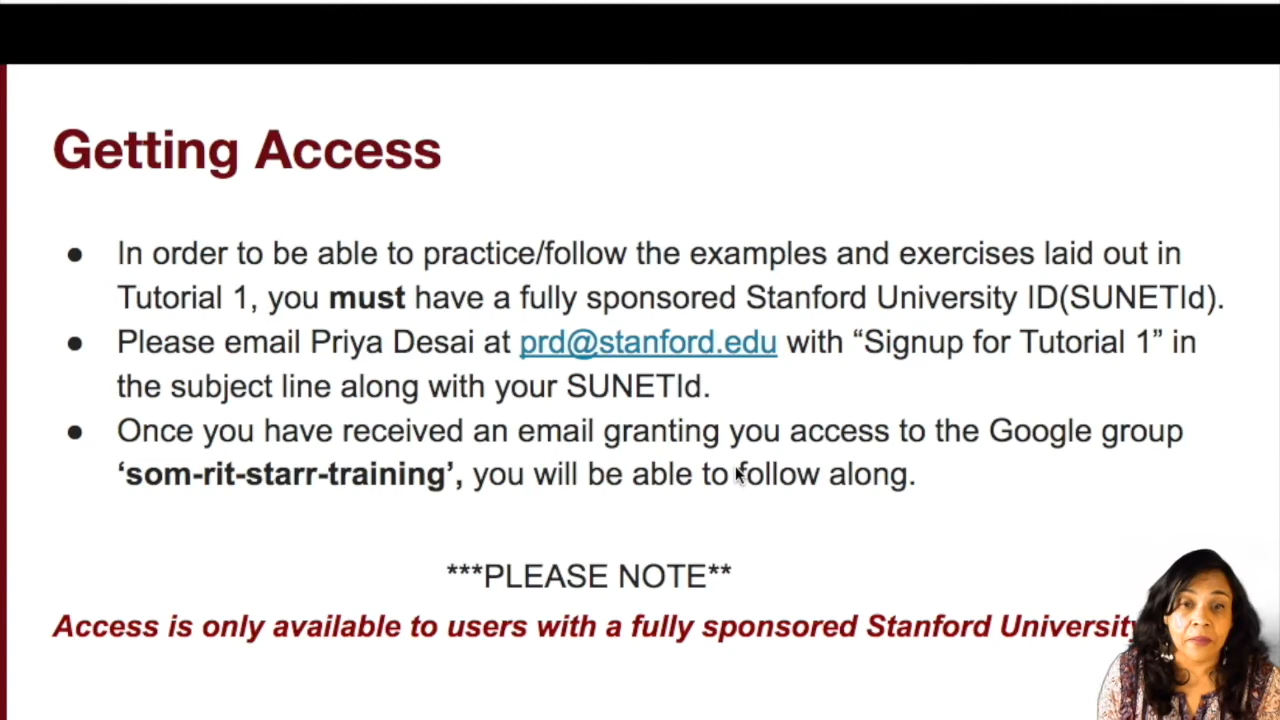 Getting Access
● In order to be able to practice/follow the examples and exercises laid out in
Tutorial 1, you must have a fully sponsored Stanford University ID(SUNETId).
● Please email Priya Desai at prd@stanford.edu with “Signup for Tutorial 1” in
the subject line along with your SUNETId.
● Once you have received an email granting you access to the Google group
‘som-rit-starr-training’, you will be able to follow along.
***PLEASE NOTE**
Access is only available to users with a fully sponsored Stanford University